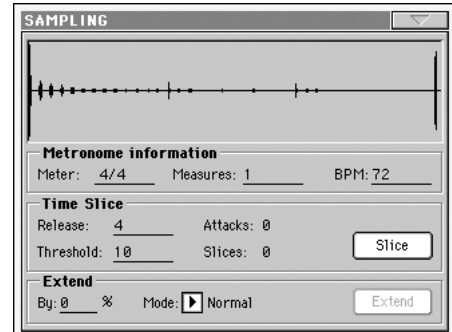 SAMPLING
Metronome information
Meter: 4/4 Measures: 1 BPM: 72
Time Slice
Release: 4 Attacks: 0
Threshold: 10 Slices: 0 Slice
Extend
By: 0 % Mode: Normal Extend